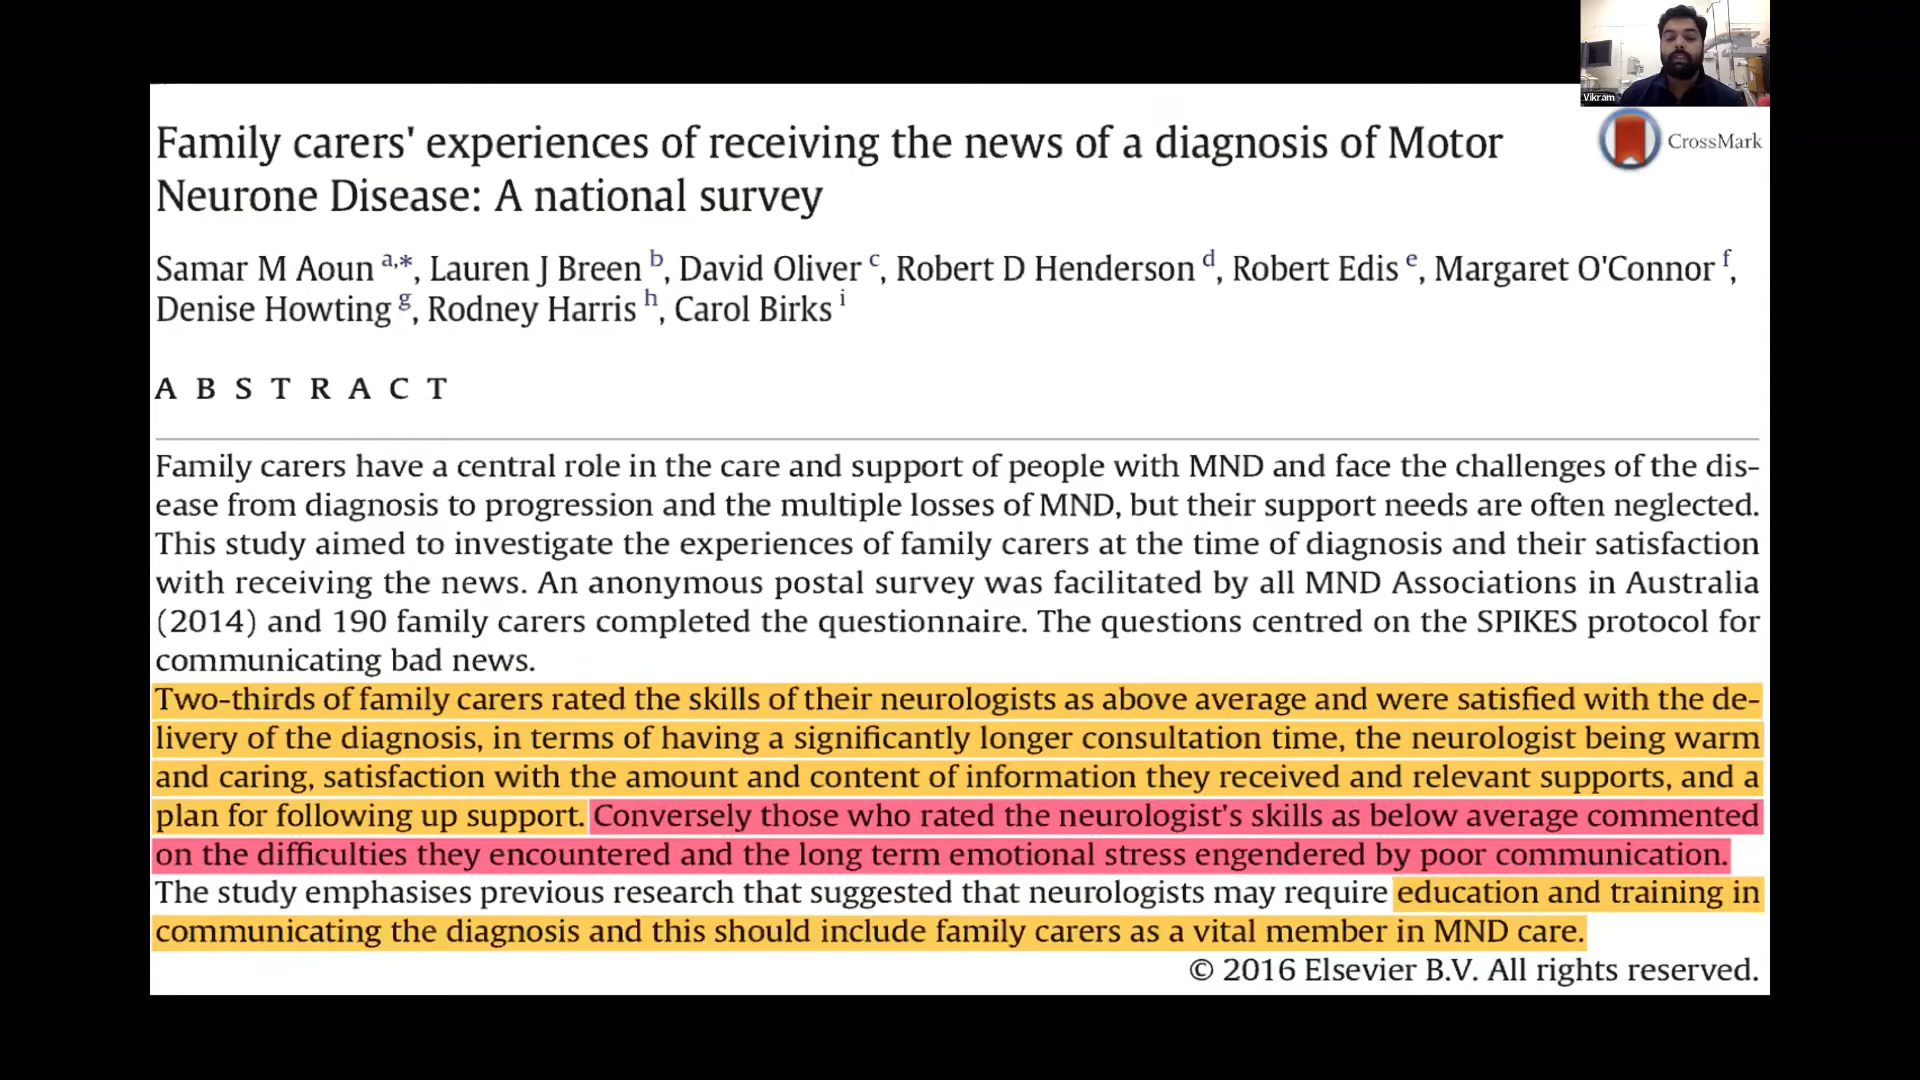 Vikram
CrossMark
Family carers' experiences of receiving the news of a diagnosis of Motor
Neurone Disease: A national survey
Samar M Aoun a,*, Lauren J Breen b, David Oliver c, Robert D Henderson d, Robert Edis e, Margaret O'Connor f,
Denise Howting g, Rodney Harris h, Carol Birks i
A B S T R A C T
Family carers have a central role in the care and support of people with MND and face the challenges of the dis-
ease from diagnosis to progression and the multiple losses of MND, but their support needs are often neglected.
This study aimed to investigate the experiences of family carers at the time of diagnosis and their satisfaction
with receiving the news. An anonymous postal survey was facilitated by all MND Associations in Australia
(2014) and 190 family carers completed the questionnaire. The questions centred on the SPIKES protocol for
communicating bad news.
Two-thirds of family carers rated the skills of their neurologists as above average and were satisfied with the de-
livery of the diagnosis, in terms of having a significantly longer consultation time, the neurologist being warm
and caring, satisfaction with the amount and content of information they received and relevant supports, and a
plan for following up support. Conversely those who rated the neurologist's skills as below average commented
on the difficulties they encountered and the long term emotional stress engendered by poor communication.
The study emphasises previous research that suggested that neurologists may require education and training in
communicating the diagnosis and this should include family carers as a vital member in MND care.
© 2016 Elsevier B.V. All rights reserved.